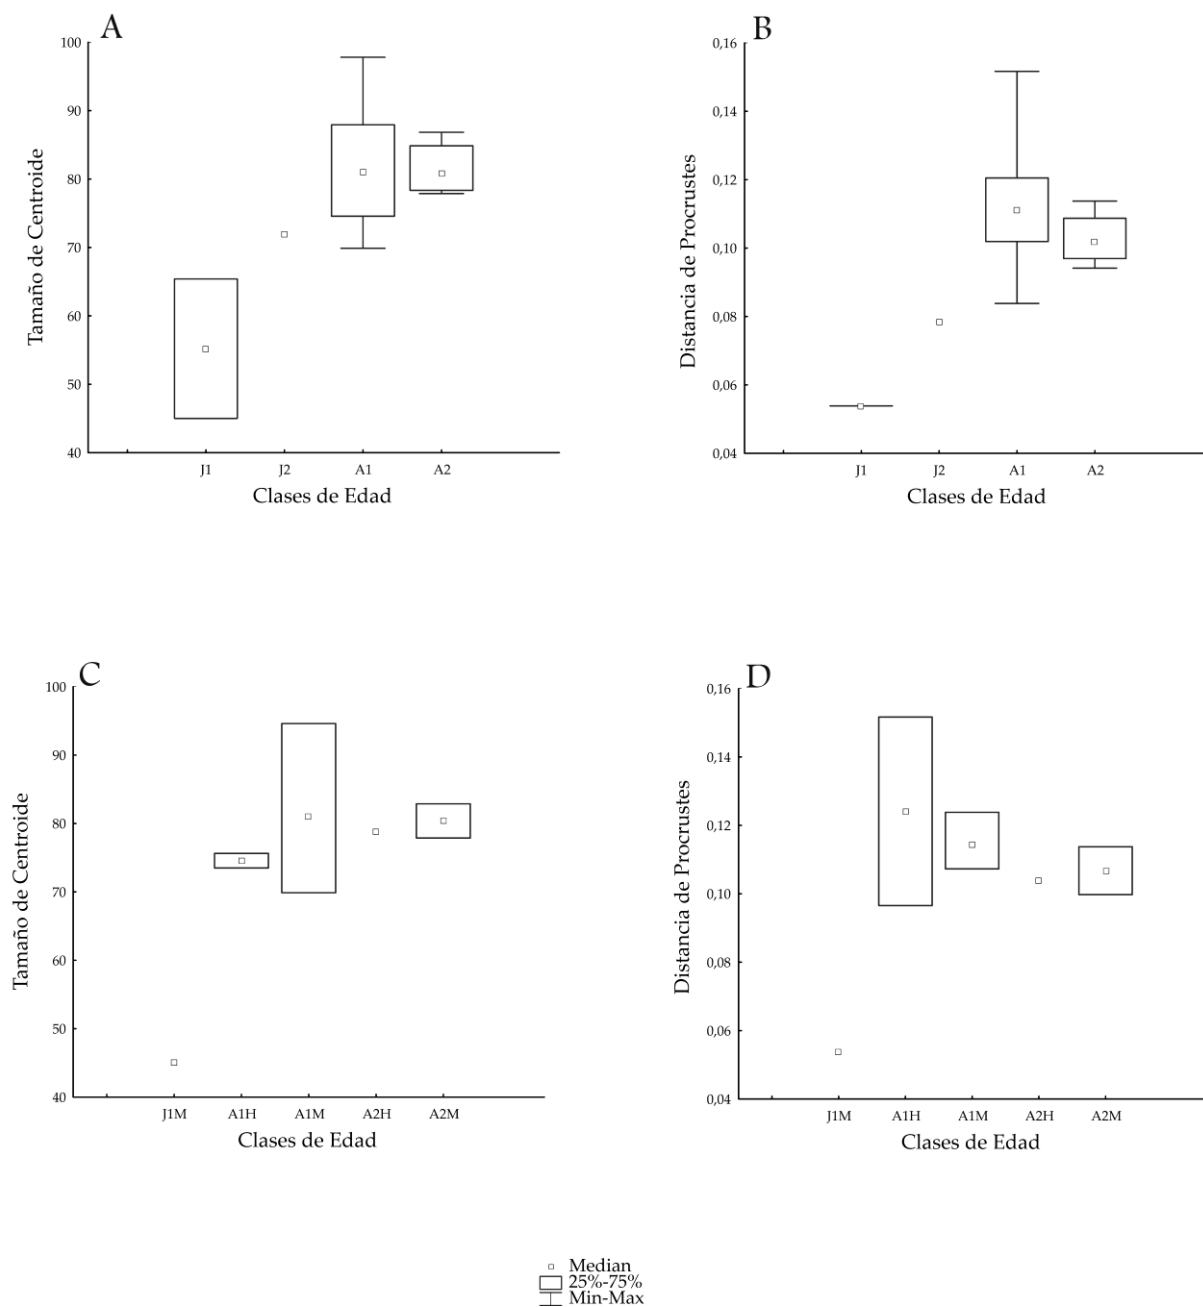 A
100
90
80
70
60
50
40
Tamaño de Centroide
J1 J2 A1 A2
Clases de Edad
B
0,16
0,14
0,12
0,10
0,08
0,06
0,04
Distancia de Procrustes
J1 J2 A1 A2
Clases de Edad
C
100
90
80
70
60
50
40
Tamaño de Centroide
J1M A1H A1M A2H A2M
Clases de Edad
D
0,16
0,14
0,12
0,10
0,08
0,06
0,04
Distancia de Procrustes
J1M A1H A1M A2H A2M
Clases de Edad
Median
25%-75%
Min-Max